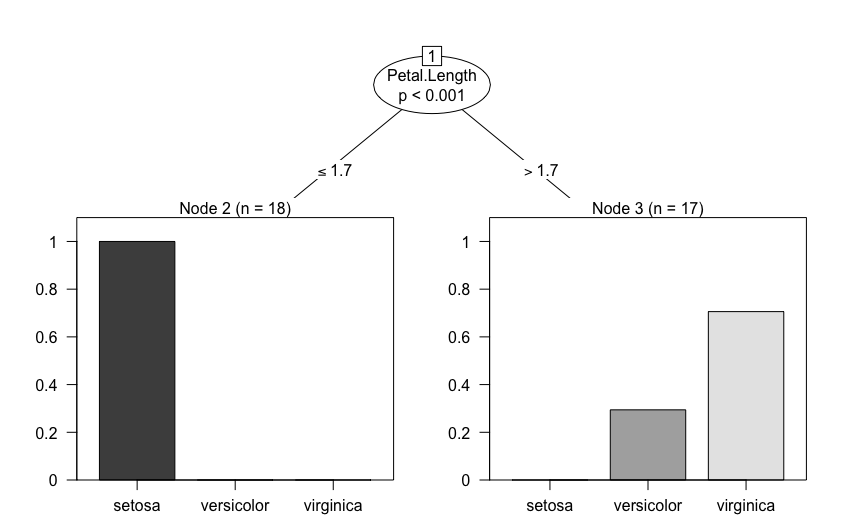 1
Petal.Length
p < 0.001
≤ 1.7
> 1.7
Node 2 (n = 18)
1
0.8
0.6
0.4
0.2
0
setosa
versicolor
virginica
Node 3 (n = 17)
1
0.8
0.6
0.4
0.2
0
setosa
versicolor
virginica